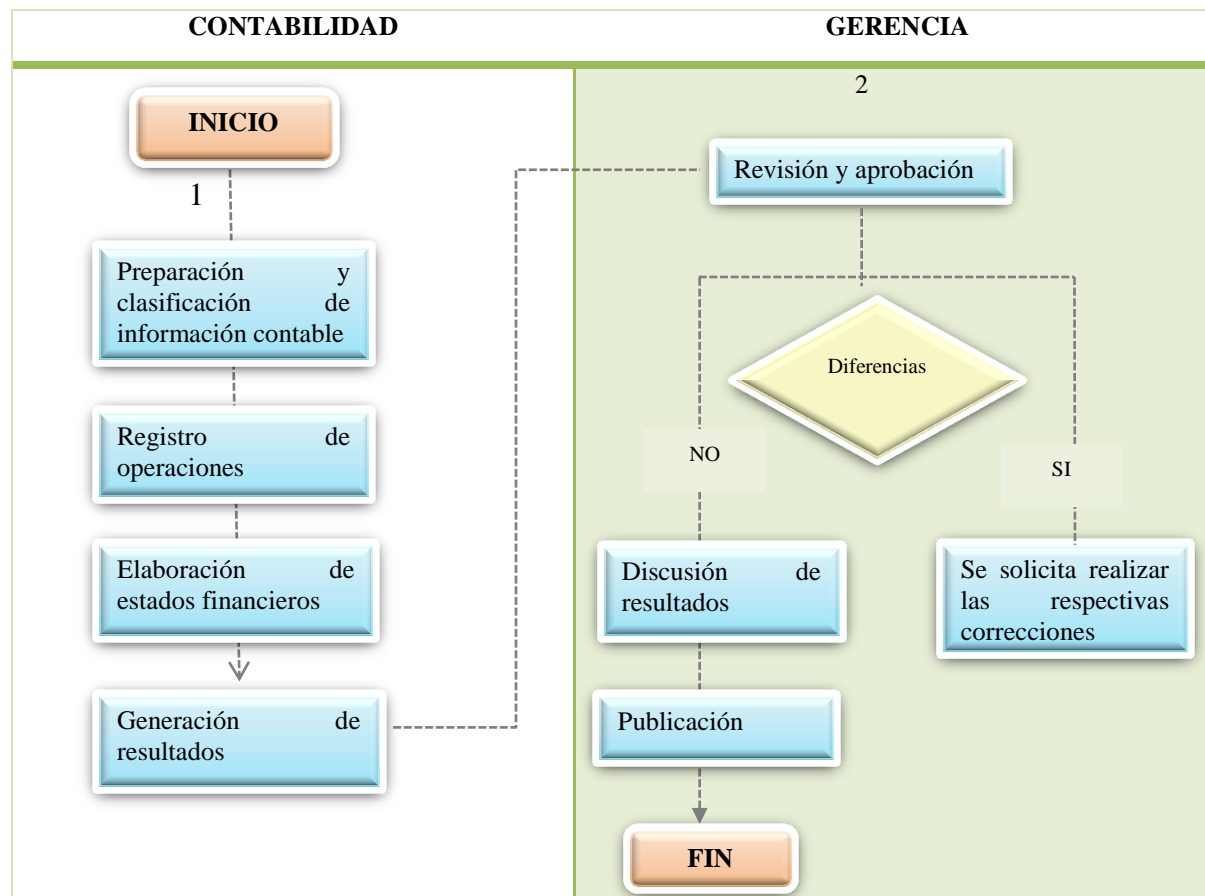 CONTABILIDAD
GERENCIA
INICIO
1
Preparación y
clasificación de
información contable
Registro de
operaciones
Elaboración de
estados financieros
Generación de
resultados
2
Revisión y aprobación
Diferencias
NO
SI
Discusión de
resultados
Se solicita realizar
las respectivas
correcciones
Publicación
FIN